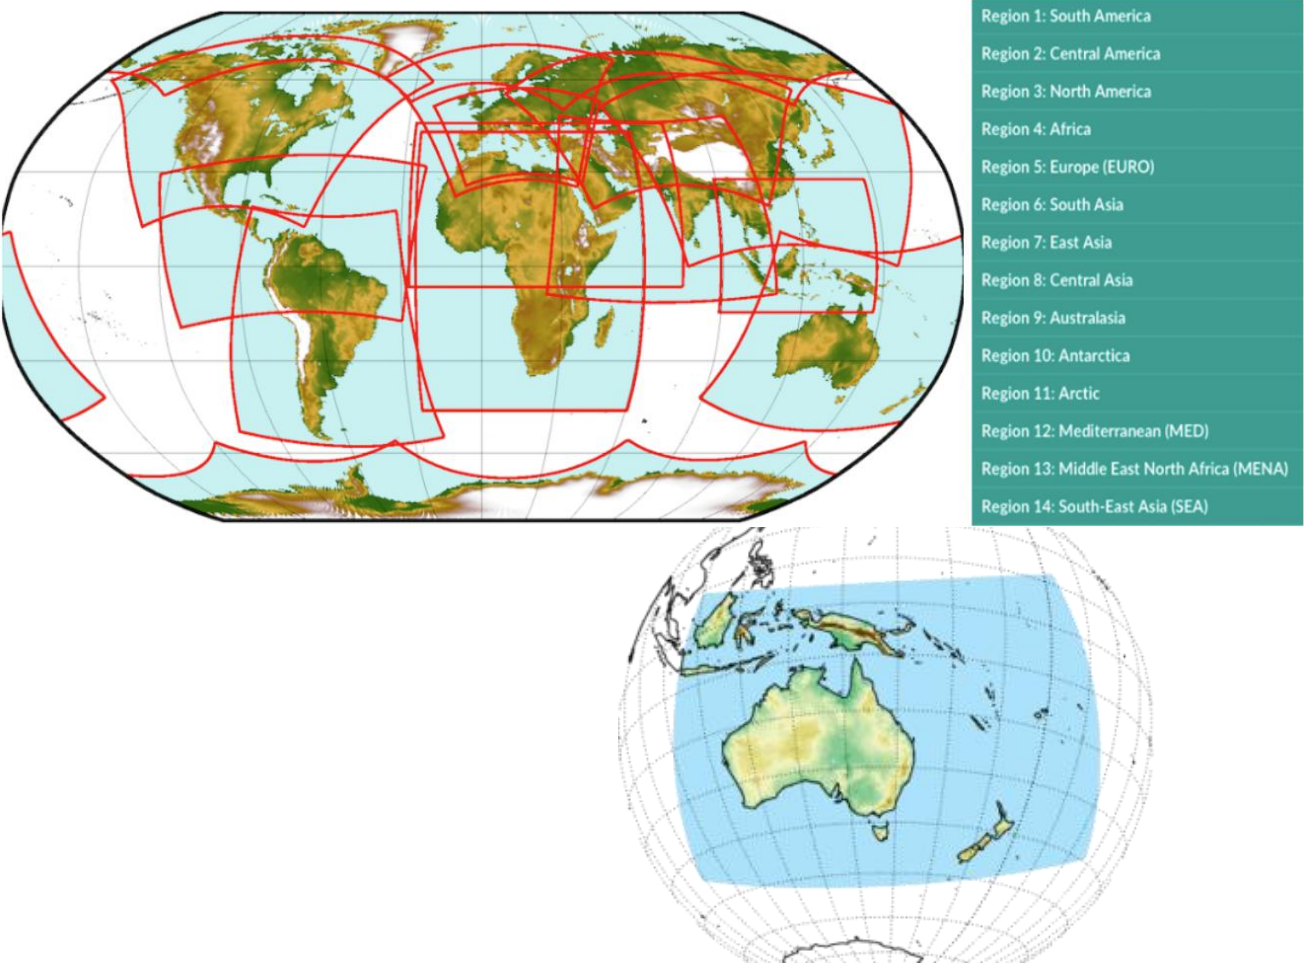 Region 1: South America
Region 2: Central America
Region 3: North America
Region 4: Africa
Region 5: Europe (EURO)
Region 6: South Asia
Region 7: East Asia
Region 8: Central Asia
Region 9: Australasia
Region 10: Antarctica
Region 11: Arctic
Region 12: Mediterranean (MED)
Region 13: Middle East North Africa (MENA)
Region 14: South-East Asia (SEA)